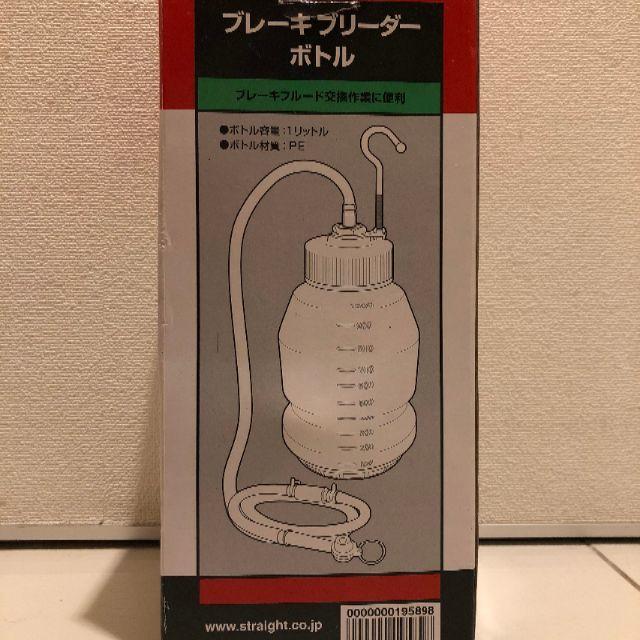 ブレーキブリーダー
ボトル
ブレーキフルード交換作業に便利
●ボトル容量：1リットル
●ボトル材質：PE
www.straight.co.jp
0000000195898